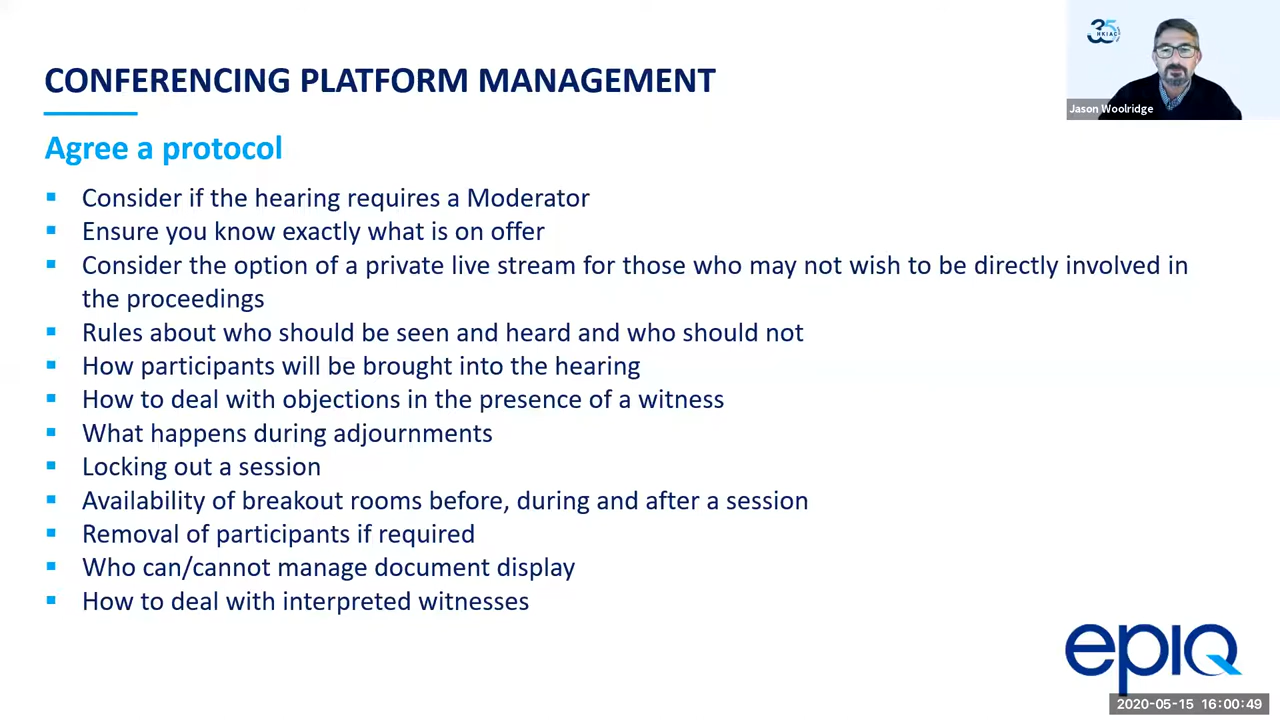 CONFERENCING PLATFORM MANAGEMENT
35
HKIAC
Jason Woolridge
Agree a protocol
Consider if the hearing requires a Moderator
Ensure you know exactly what is on offer
Consider the option of a private live stream for those who may not wish to be directly involved in
the proceedings
Rules about who should be seen and heard and who should not
How participants will be brought into the hearing
How to deal with objections in the presence of a witness
What happens during adjournments
Locking out a session
Availability of breakout rooms before, during and after a session
Removal of participants if required
Who can/cannot manage document display
How to deal with interpreted witnesses
epiq
2020-05-15 16:00:49